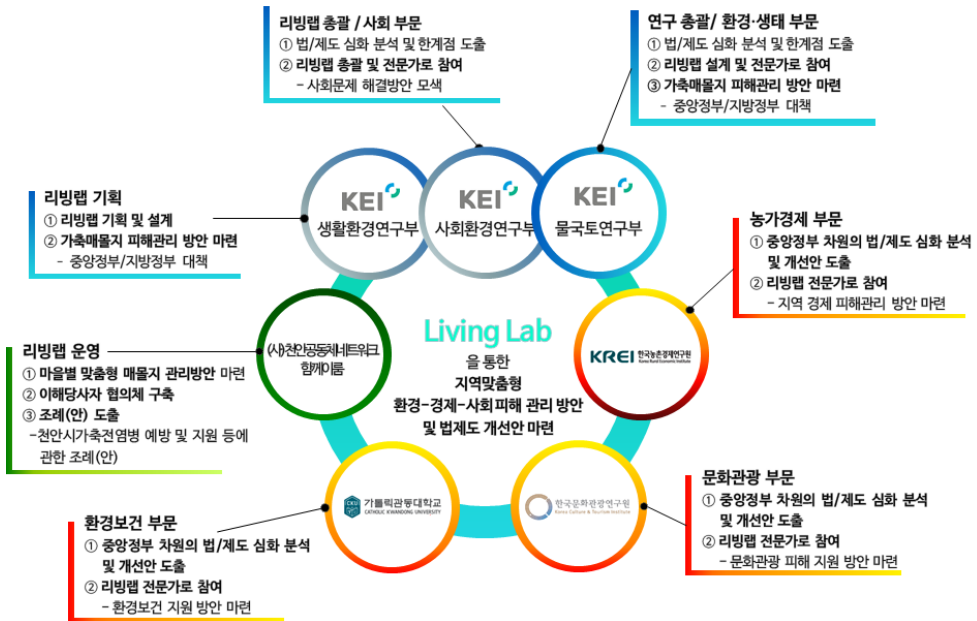 리빙랩 총괄 / 사회 부문
① 법/제도 심화 분석 및 한계점 도출
② 리빙랩 총괄 및 전문가로 참여
– 사회문제 해결방안 모색
연구 총괄/ 환경·생태 부문
① 법/제도 심화 분석 및 한계점 도출
② 리빙랩 설계 및 전문가로 참여
③ 가축매몰지 피해관리 방안 마련
– 중앙정부/지방정부 대책
리빙랩 기획
① 리빙랩 기획 및 설계
② 가축매몰지 피해관리 방안 마련
– 중앙정부/지방정부 대책
KEI
생활환경연구부
KEI
사회환경연구부
KEI
물국토연구부
농가경제 부문
① 중앙정부 차원의 법/제도 심화 분석
및 개선안 도출
② 리빙랩 전문가로 참여
– 지역 경제 피해관리 방안 마련
리빙랩 운영
① 마을별 맞춤형 매몰지 관리방안 마련
② 이해당사자 협의체 구축
③ 조례(안) 도출
–천안시가축전염병 예방 및 지원 등에
관한 조례(안)
(사)천안공동체네트워크
함께이룸
Living Lab
을 통한
지역맞춤형
환경–경제–사회피해 관리 방안
및 법제도 개선안 마련
KREI 한국농촌경제연구원
Korea Rural Economic Institute
환경보건 부문
① 중앙정부 차원의 법/제도 심화 분석
및 개선안 도출
② 리빙랩 전문가로 참여
– 환경보건 지원 방안 마련
가톨릭관동대학교
CATHOLIC KWANDONG UNIVERSITY
한국문화관광연구원
Korea Culture & Tourism Institute
문화관광 부문
① 중앙정부 차원의 법/제도 심화 분석
및 개선안 도출
② 리빙랩 전문가로 참여
– 문화관광 피해 지원 방안 마련